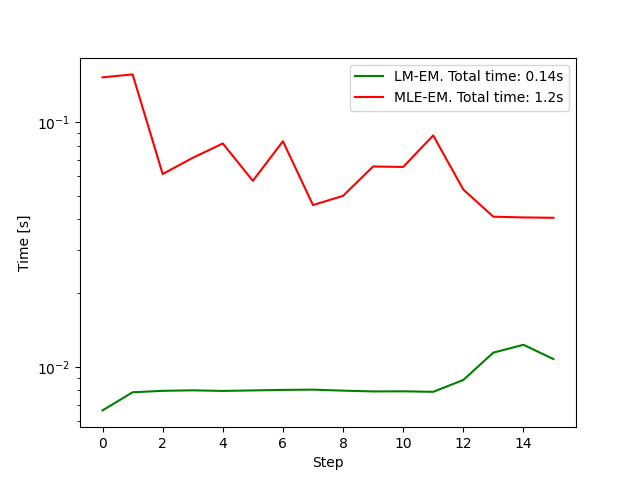 LM-EM. Total time: 0.14s
MLE-EM. Total time: 1.2s
10⁻¹
10⁻²
Time [s]
0 2 4 6 8 10 12 14
Step